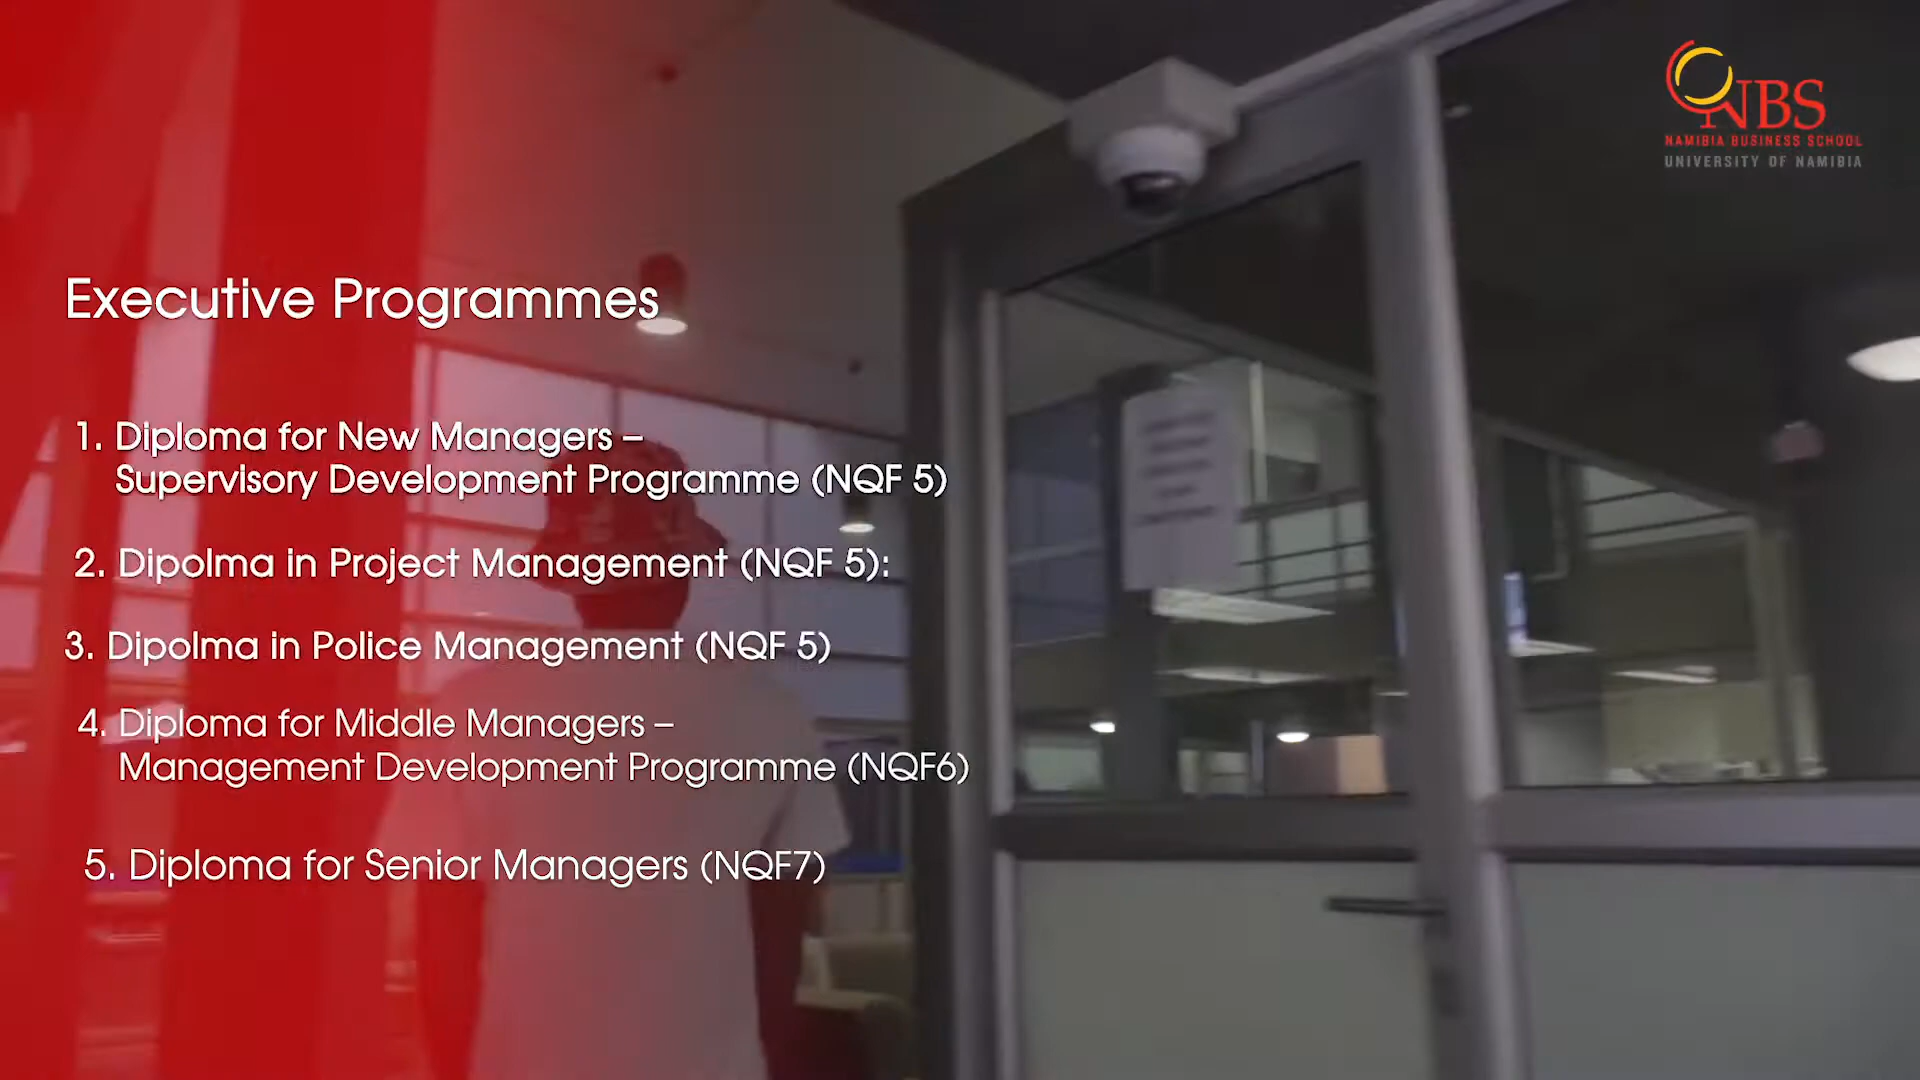 NBS
NAMIBIA BUSINESS SCHOOL
UNIVERSITY OF NAMIBIA
Executive Programmes
1. Diploma for New Managers –
Supervisory Development Programme (NQF 5)
2. Dipolma in Project Management (NQF 5):
3. Dipolma in Police Management (NQF 5)
4. Diploma for Middle Managers –
Management Development Programme (NQF6)
5. Diploma for Senior Managers (NQF7)